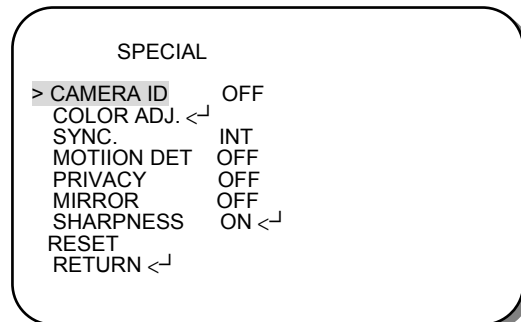 SPECIAL
> CAMERA ID OFF
COLOR ADJ. <┘
SYNC. INT
MOTIION DET OFF
PRIVACY OFF
MIRROR OFF
SHARPNESS ON <┘
RESET
RETURN <┘